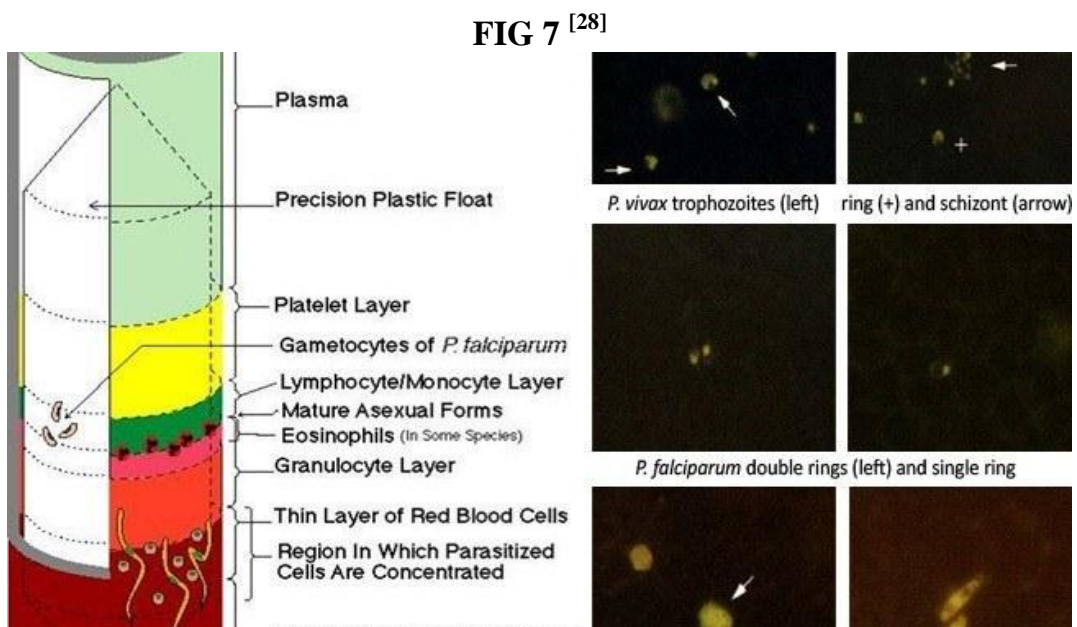 FIG 7 [28]
Plasma
Precision Plastic Float
Platelet Layer
Gametocytes of P. falciparum
Lymphocyte/Monocyte Layer
Mature Asexual Forms
Eosinophils (In Some Species)
Granulocyte Layer
Thin Layer of Red Blood Cells
Region In Which Parasitized
Cells Are Concentrated
+
P. vivax trophozoites (left)
ring (+) and schizont (arrow)
P. falciparum double rings (left) and single ring